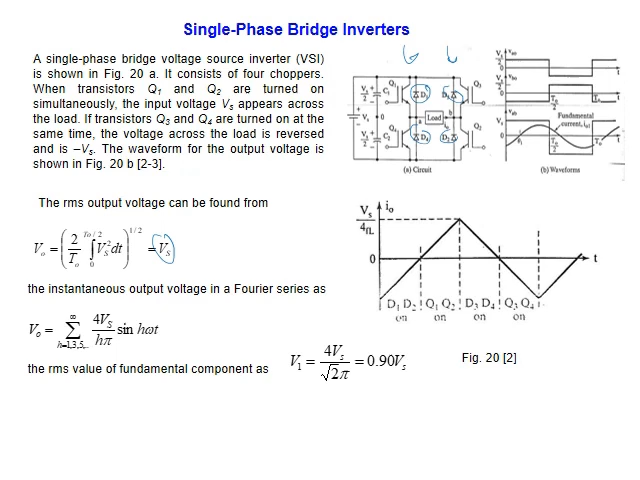 Single-Phase Bridge Inverters
A single-phase bridge voltage source inverter (VSI)
is shown in Fig. 20 a. It consists of four choppers.
When transistors Q₁ and Q₂ are turned on
simultaneously, the input voltage Vₛ appears across
the load. If transistors Q₃ and Q₄ are turned on at the
same time, the voltage across the load is reversed
and is –Vₛ. The waveform for the output voltage is
shown in Fig. 20 b [2-3].
Load
(a) Circuit
Fundamental
current, iₒ₁
(b) Waveforms
The rms output voltage can be found from
Vₒ = (2/Tₒ ∫₀^(To/2) Vₛ² dt)^(1/2) = Vₛ
Vₛ/4fL
iₒ
0
t
D₁ D₂ Q₁ Q₂ D₃ D₄ Q₃ Q₄
on on on on
the instantaneous output voltage in a Fourier series as
Vₒ = ∑_(h=1,3,5,..)^∞ 4Vₛ/hπ sin hωt
the rms value of fundamental component as
V₁ = 4Vₛ/√2π = 0.90Vₛ
Fig. 20 [2]